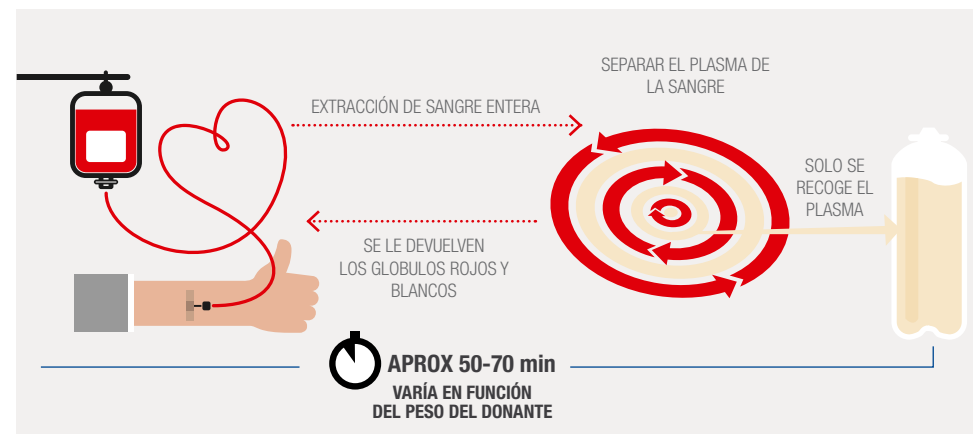 SEPARAR EL PLASMA DE
LA SANGRE
EXTRACCIÓN DE SANGRE ENTERA
SOLO SE
RECOGE EL
PLASMA
SE LE DEVUELVEN
LOS GLOBULOS ROJOS Y
BLANCOS
APROX 50-70 min
VARÍA EN FUNCIÓN
DEL PESO DEL DONANTE